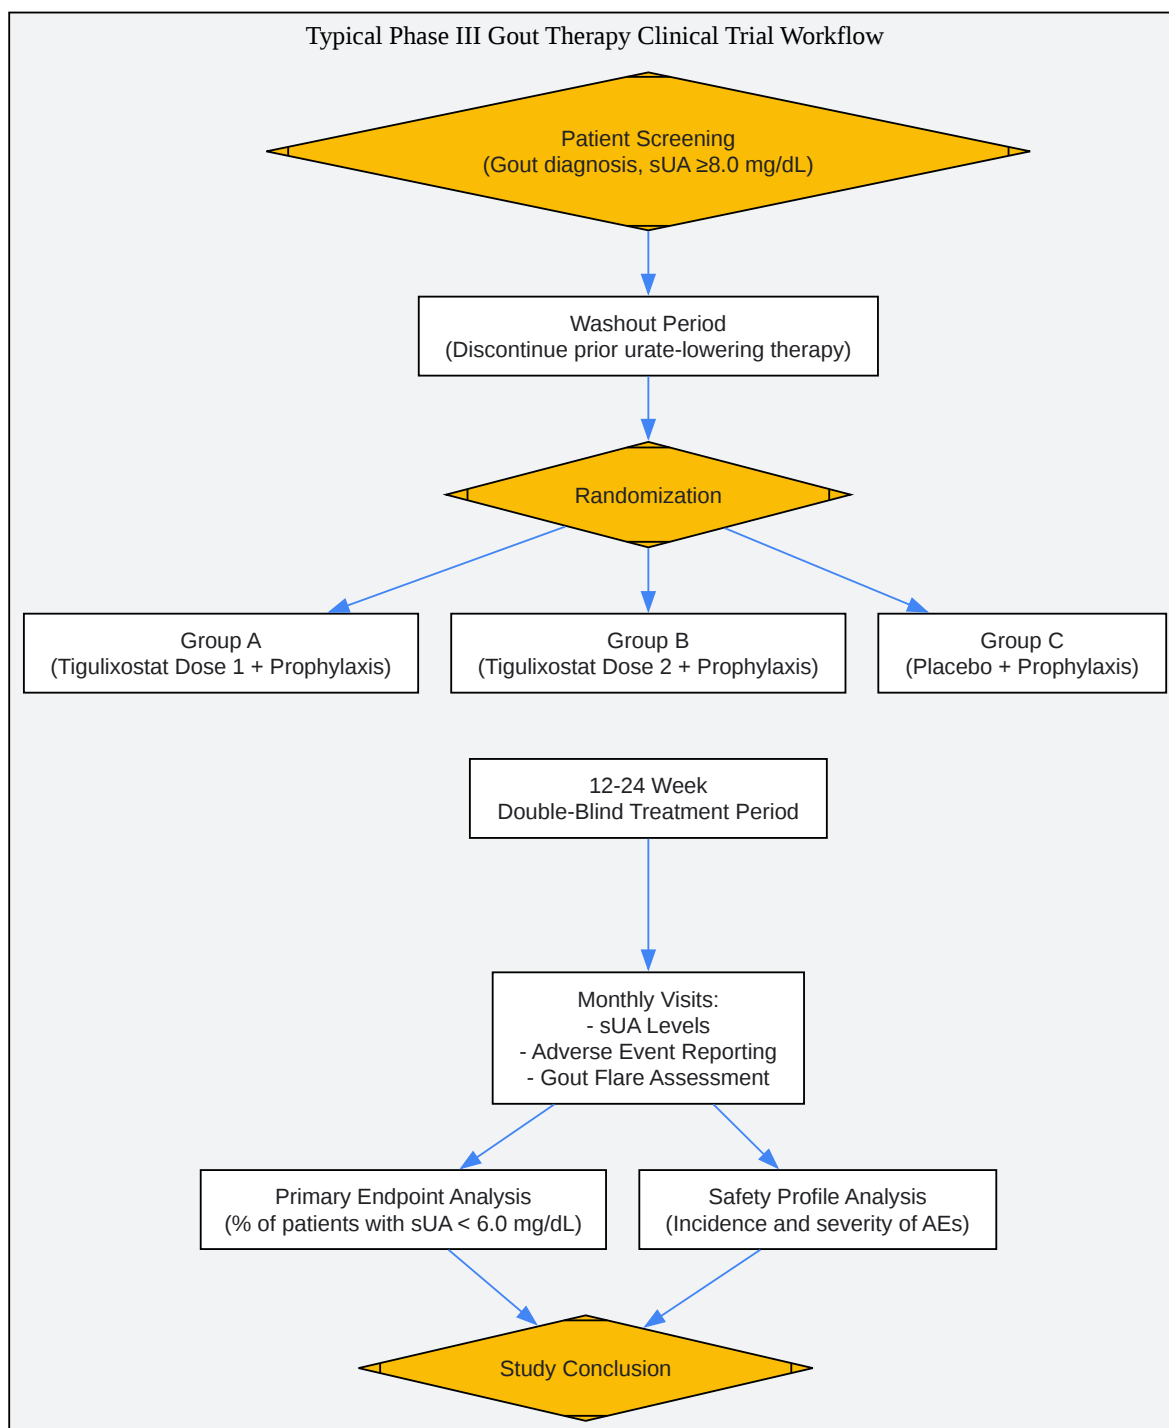 Typical Phase III Gout Therapy Clinical Trial Workflow
Patient Screening
(Gout diagnosis, sUA ≥8.0 mg/dL)
Washout Period
(Discontinue prior urate-lowering therapy)
Randomization
Group A
(Tigulixostat Dose 1 + Prophylaxis)
Group B
(Tigulixostat Dose 2 + Prophylaxis)
Group C
(Placebo + Prophylaxis)
12-24 Week
Double-Blind Treatment Period
Monthly Visits:
- sUA Levels
- Adverse Event Reporting
- Gout Flare Assessment
Primary Endpoint Analysis
(% of patients with sUA < 6.0 mg/dL)
Safety Profile Analysis
(Incidence and severity of AEs)
Study Conclusion